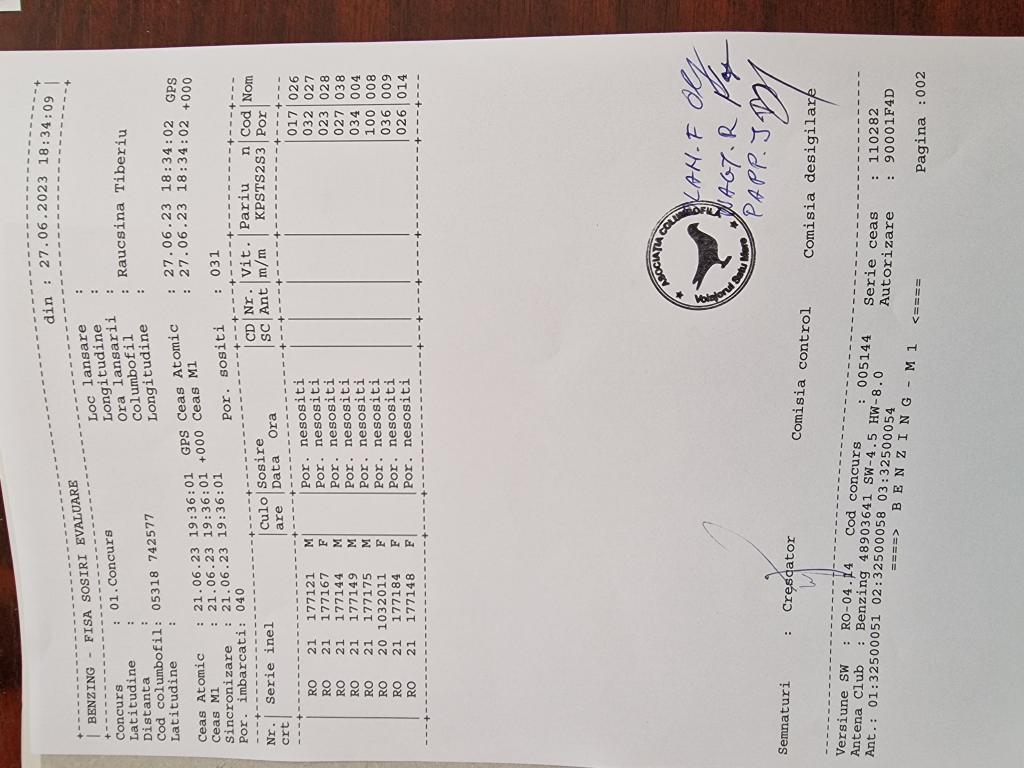 din : 27.06.2023 18:34:09
BENZING - FISA SOSIRI EVALUARE
Concurs : 01.Concurs Loc lansare :
Latitudine : Longitudine :
Distanta : Ora lansarii :
Cod columbofil: 05318 742577 Columbofil : Raucsina Tiberiu
Latitudine : Longitudine :
Ceas Atomic : 21.06.23 19:36:01 GPS Ceas Atomic : 27.06.23 18:34:02 GPS
Ceas M1 : 21.06.23 19:36:01 +000 Ceas M1 : 27.06.23 18:34:02 +000
Sincronizare : 21.06.23 19:36:01
Por. imbarcati: 040 Por. sositi : 031
Nr. | Serie inel |Culo|Sosire |CD |Nr.|Vit.|Pariu n|Cod|Nom
crt| |are |Data Ora |SC |Ant|m/m |KPSTS2S3|Por|
RO 21 177121 M Por. nesositi 017 026
RO 21 177167 F Por. nesositi 032 027
RO 21 177144 M Por. nesositi 023 028
RO 21 177149 M Por. nesositi 027 038
RO 21 177175 M Por. nesositi 034 004
RO 20 1032011 F Por. nesositi 100 008
RO 21 177184 F Por. nesositi 036 009
RO 21 177148 F Por. nesositi 026 014
ASOCIATIA COLUMBOFILA
Voiajorul Satu Mare
PAPP. J
Semnaturi : Crescator Comisia control Comisia desigilare
Versiune SW : RO-04.14 Cod concurs : 005144 Serie ceas : 110282
Antena Club : Benzing 48903641 SW-4.5 HW-8.0 Autorizare : 90001F4D
Ant.: 01:32500051 02:32500058 03:32500054
====> B E N Z I N G - M 1 <====
Pagina :002